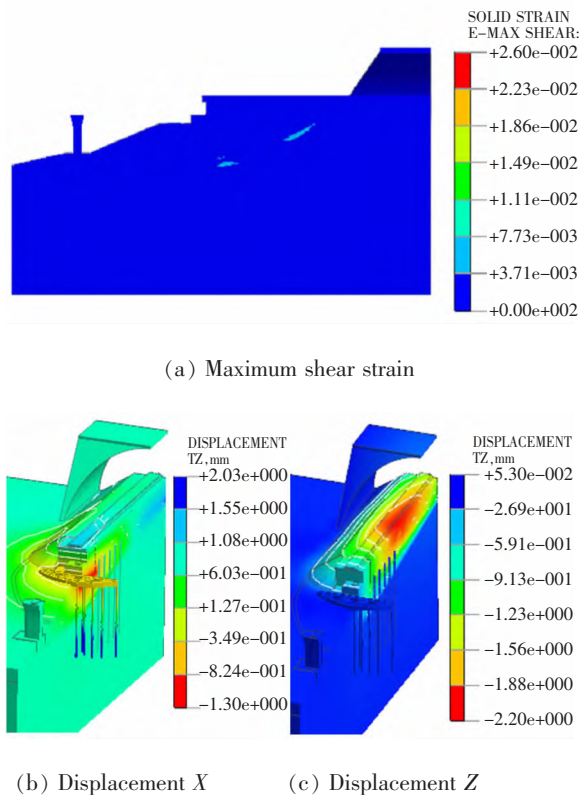 SOLID STRAIN
E-MAX SHEAR:
+2.60e-002
+2.23e-002
+1.86e-002
+1.49e-002
+1.11e-002
+7.73e-003
+3.71e-003
+0.00e+002
(a) Maximum shear strain
DISPLACEMENT
TZ,mm
+2.03e+000
+1.55e+000
+1.08e+000
+6.03e-001
+1.27e-001
-3.49e-001
-8.24e-001
-1.30e+000
DISPLACEMENT
TZ,mm
+5.30e-002
-2.69e-001
-5.91e-001
-9.13e-001
-1.23e+000
-1.56e+000
-1.88e+000
-2.20e+000
(b) Displacement X
(c) Displacement Z